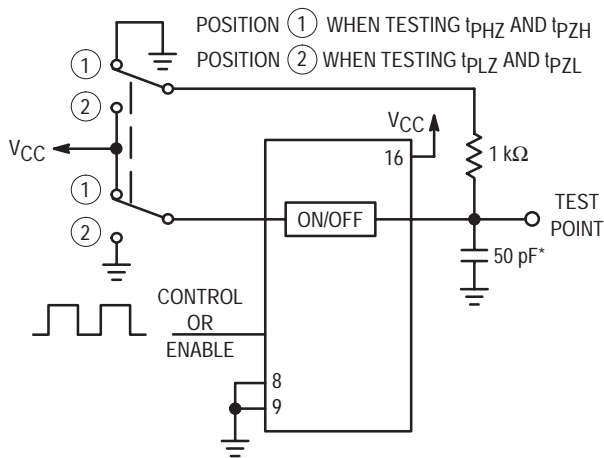 POSITION 1 WHEN TESTING tPHZ AND tPZH
POSITION 2 WHEN TESTING tPLZ AND tPZL
1
2
VCC
1
2
VCC
16
1 kΩ
ON/OFF
TEST
POINT
50 pF*
CONTROL
OR
ENABLE
8
9